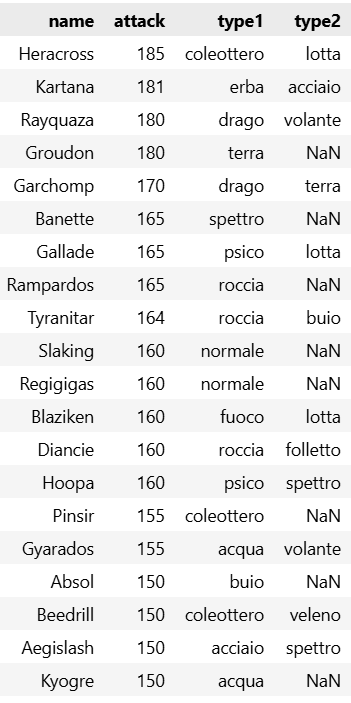 name attack type1 type2
Heracross 185 coleottero lotta
Kartana 181 erba acciaio
Rayquaza 180 drago volante
Groudon 180 terra NaN
Garchomp 170 drago terra
Banette 165 spettro NaN
Gallade 165 psico lotta
Rampardos 165 roccia NaN
Tyranitar 164 roccia buio
Slaking 160 normale NaN
Regigigas 160 normale NaN
Blaziken 160 fuoco lotta
Diancie 160 roccia folletto
Hoopa 160 psico spettro
Pinsir 155 coleottero NaN
Gyarados 155 acqua volante
Absol 150 buio NaN
Beedrill 150 coleottero veleno
Aegislash 150 acciaio spettro
Kyogre 150 acqua NaN